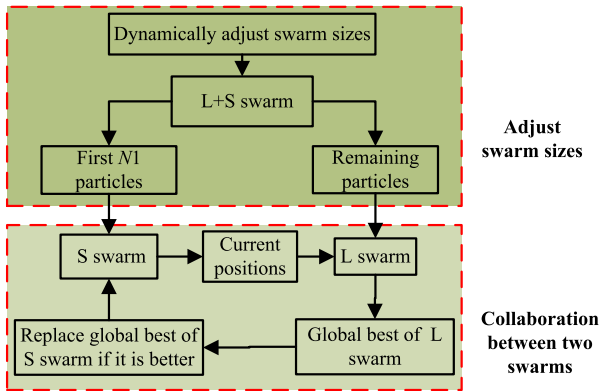 Dynamically adjust swarm sizes
L+S swarm
First N1
particles
Remaining
particles
Adjust
swarm sizes
S swarm
Current
positions
L swarm
Replace global best of
S swarm if it is better
Global best of L
swarm
Collaboration
between two
swarms